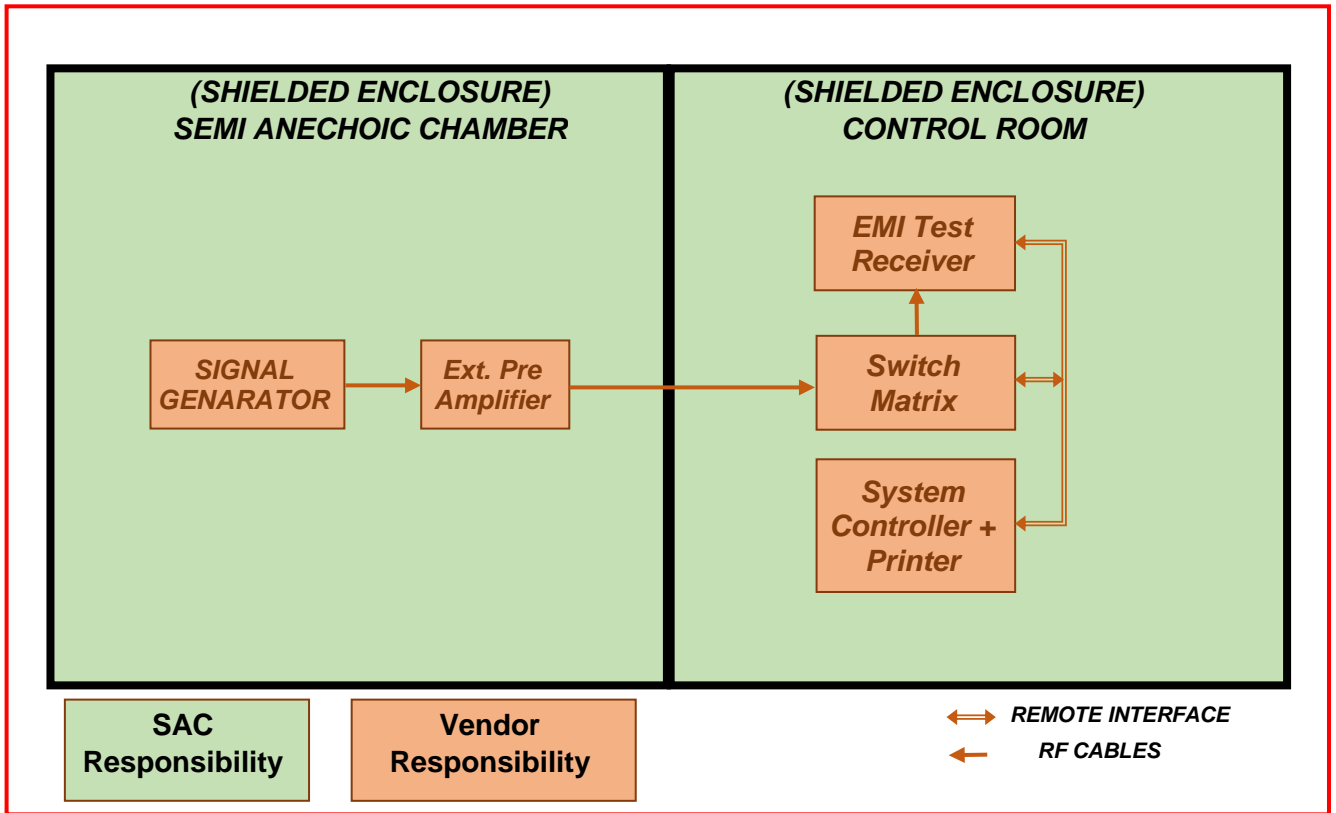 (SHIELDED ENCLOSURE)
SEMI ANECHOIC CHAMBER
(SHIELDED ENCLOSURE)
CONTROL ROOM
EMI Test
Receiver
SIGNAL
GENARATOR
Ext. Pre
Amplifier
Switch
Matrix
System
Controller +
Printer
SAC
Responsibility
Vendor
Responsibility
REMOTE INTERFACE
RF CABLES